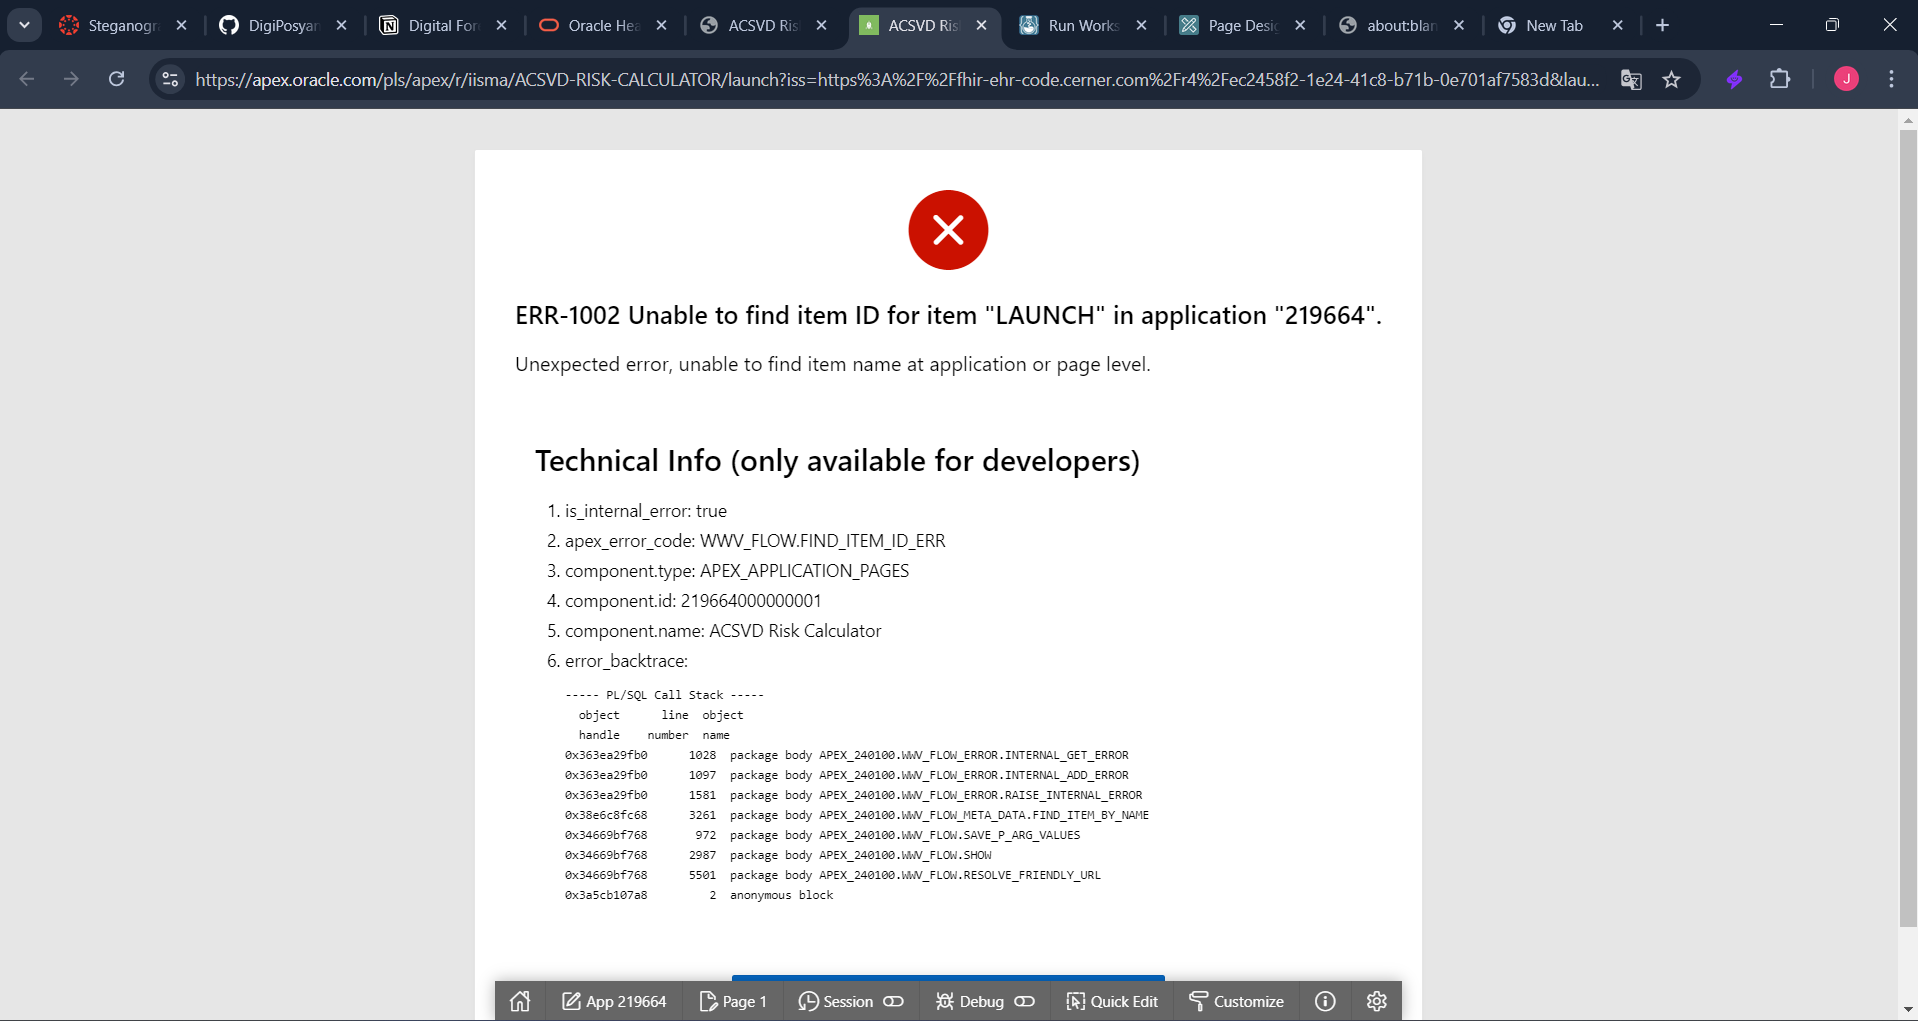 Steganogr
DigiPosyan
Digital For
Oracle Hea
ACSVD Ris
ACSVD Ris
Run Works
Page Desig
about:blan
New Tab
https://apex.oracle.com/pls/apex/r/iisma/ACSVD-RISK-CALCULATOR/launch?iss=https%3A%2F%2Ffhir-ehr-code.cerner.com%2Fr4%2Fec2458f2-1e24-41c8-b71b-0e701af7583d&lau...
J
ERR-1002 Unable to find item ID for item "LAUNCH" in application "219664".
Unexpected error, unable to find item name at application or page level.
Technical Info (only available for developers)
1. is_internal_error: true
2. apex_error_code: WWV_FLOW.FIND_ITEM_ID_ERR
3. component.type: APEX_APPLICATION_PAGES
4. component.id: 219664000000001
5. component.name: ACSVD Risk Calculator
6. error_backtrace:
----- PL/SQL Call Stack -----
object line object
handle number name
0x363ea29fb0 1028 package body APEX_240100.WWV_FLOW_ERROR.INTERNAL_GET_ERROR
0x363ea29fb0 1097 package body APEX_240100.WWV_FLOW_ERROR.INTERNAL_ADD_ERROR
0x363ea29fb0 1581 package body APEX_240100.WWV_FLOW_ERROR.RAISE_INTERNAL_ERROR
0x38e6c8fc68 3261 package body APEX_240100.WWV_FLOW_META_DATA.FIND_ITEM_BY_NAME
0x34669bf768 972 package body APEX_240100.WWV_FLOW.SAVE_P_ARG_VALUES
0x34669bf768 2987 package body APEX_240100.WWV_FLOW.SHOW
0x34669bf768 5501 package body APEX_240100.WWV_FLOW.RESOLVE_FRIENDLY_URL
0x3a5cb107a8 2 anonymous block
App 219664
Page 1
Session
Debug
Quick Edit
Customize